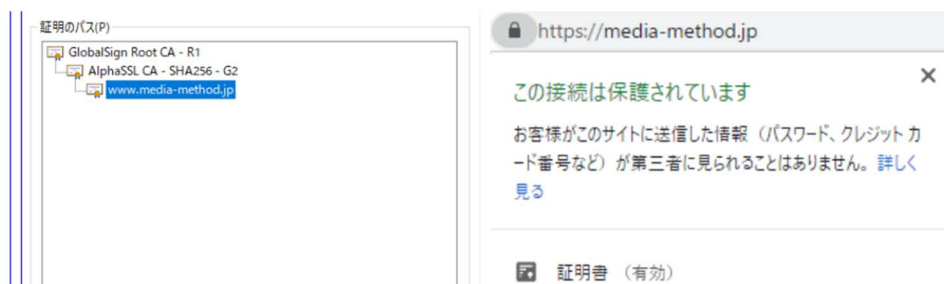 証明のパス(P)
GlobalSign Root CA - R1
AlphaSSL CA - SHA256 - G2
www.media-method.jp
https://media-method.jp
この接続は保護されています
お客様がこのサイトに送信した情報（パスワード、クレジット カ
ード番号など）が第三者に見られることはありません。 詳しく
見る
証明書 （有効）